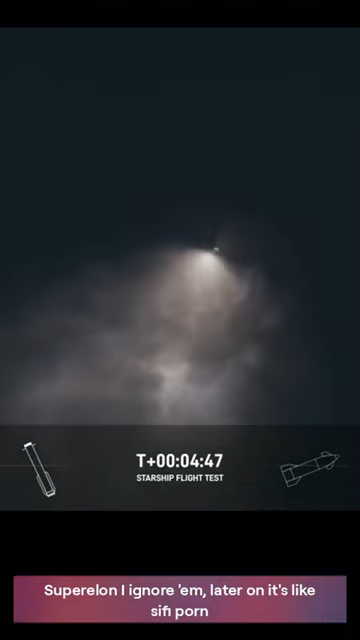 T+00:04:47
STARSHIP FLIGHT TEST
Superelon I ignore 'em, later on it's like
sifi porn